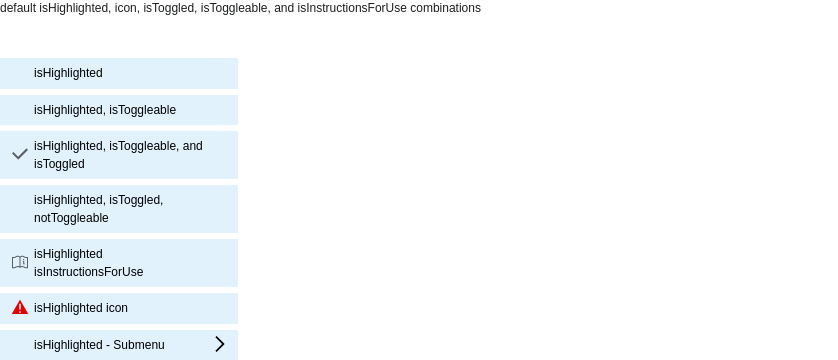 default isHighlighted, icon, isToggled, isToggleable, and isInstructionsForUse combinations
isHighlighted
isHighlighted, isToggleable
isHighlighted, isToggleable, and
isToggled
isHighlighted, isToggled,
notToggleable
isHighlighted
isInstructionsForUse
isHighlighted icon
isHighlighted - Submenu